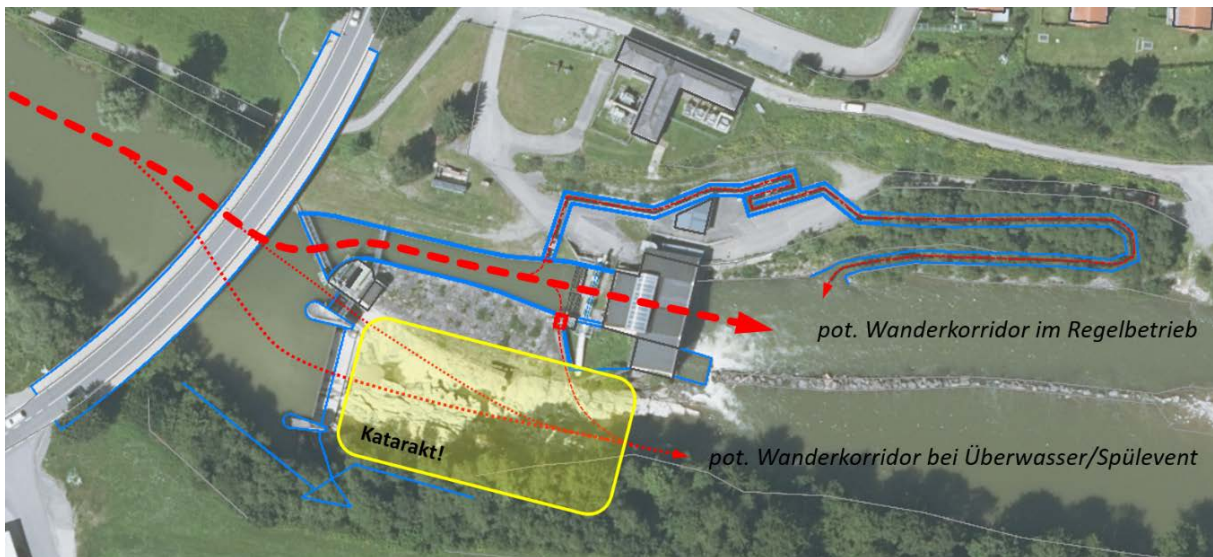 pot. Wanderkorridor im Regelbetrieb
Katarakt!
pot. Wanderkorridor bei Überwasser/Spülevent